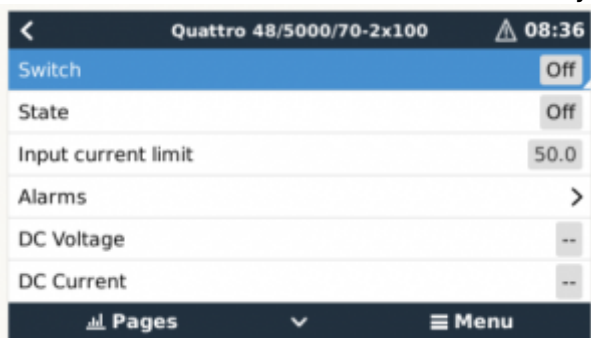 Quattro 48/5000/70-2x100 08:36
Switch Off
State Off
Input current limit 50.0
Alarms
DC Voltage --
DC Current --
Pages Menu